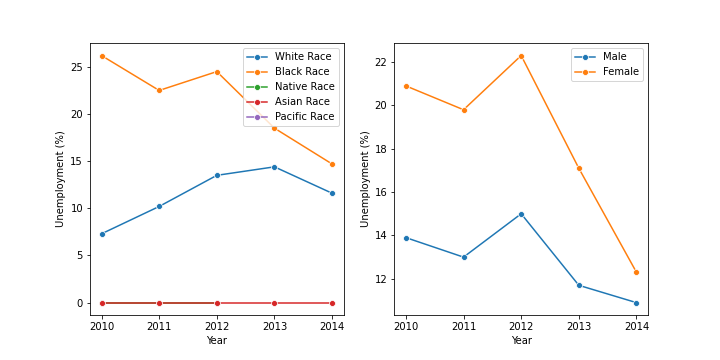 White Race
Black Race
Native Race
Asian Race
Pacific Race
25
20
15
10
5
0
Unemployment (%)
2010 2011 2012 2013 2014
Year
Male
Female
22
20
18
16
14
12
Unemployment (%)
2010 2011 2012 2013 2014
Year